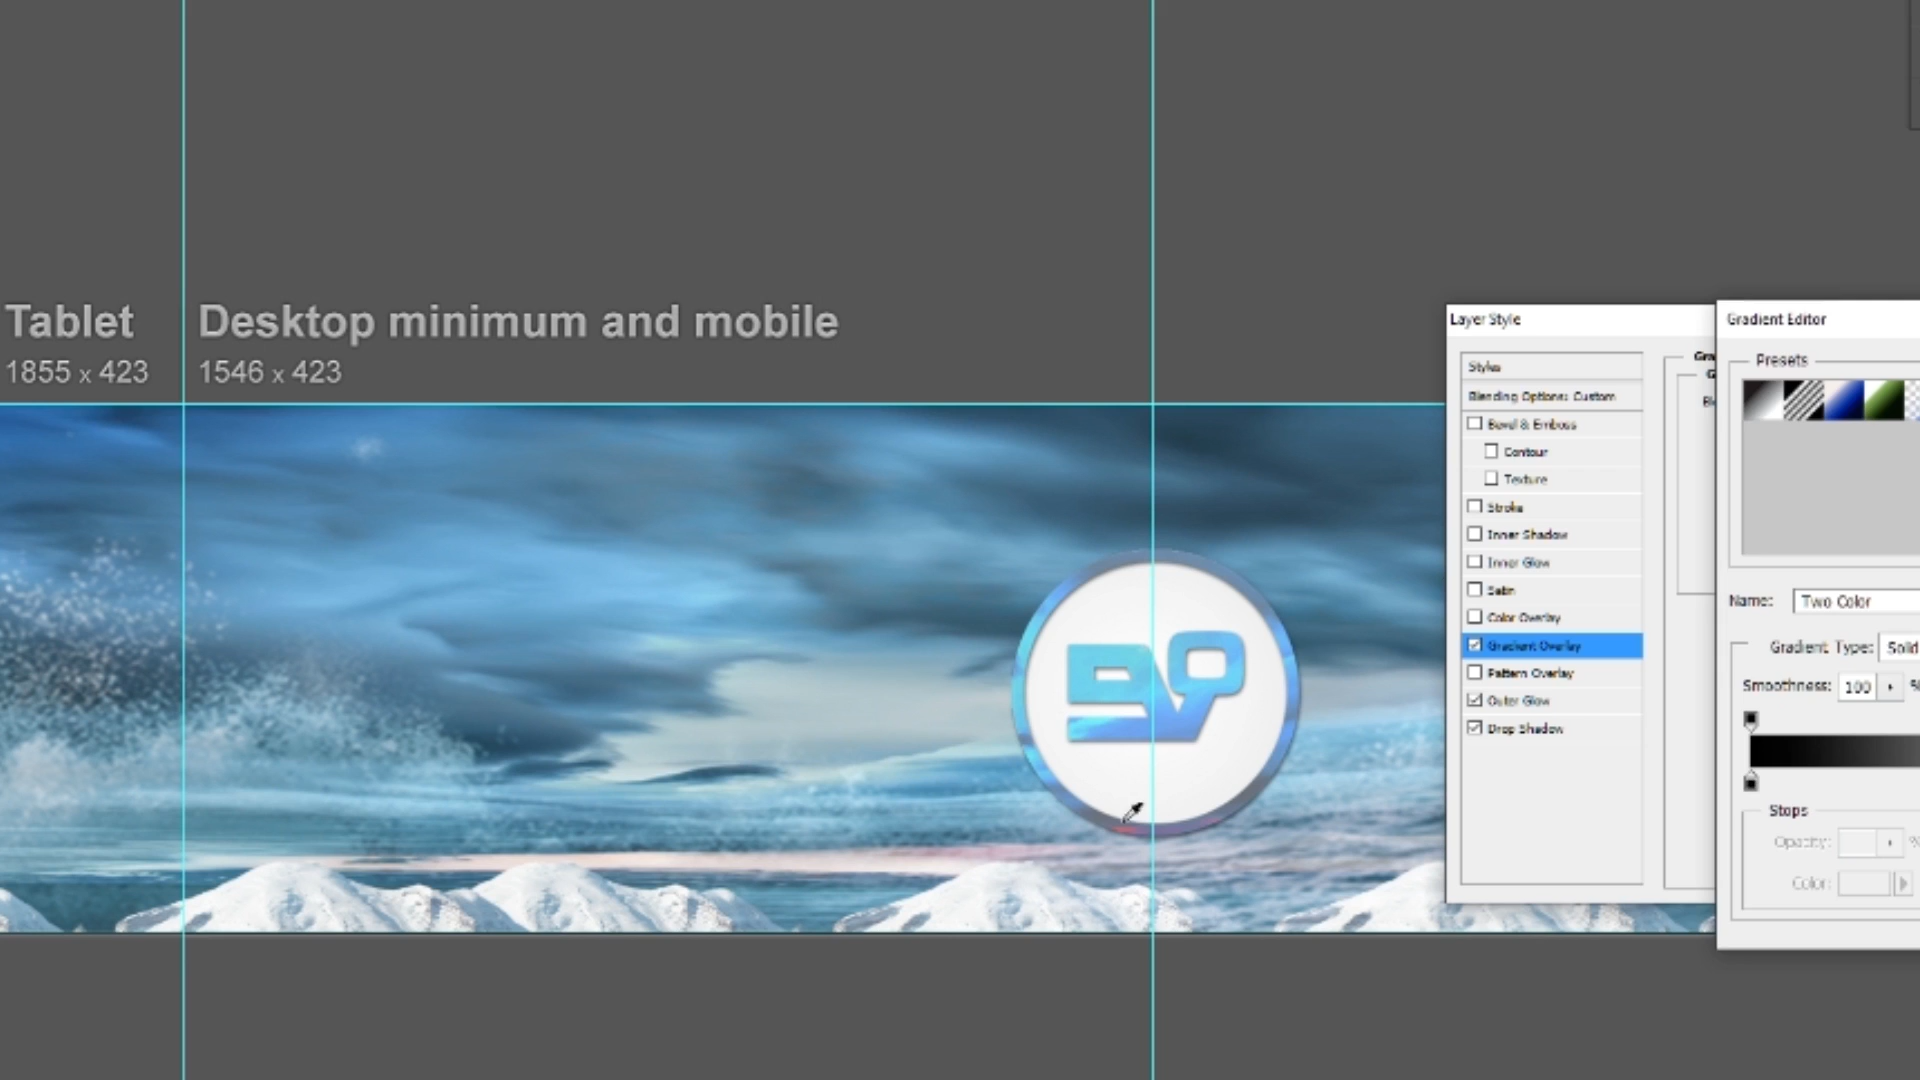 Tablet
1855 x 423
Desktop minimum and mobile
1546 x 423
Layer Style
Styles
Blending Options: Custom
Bevel & Emboss
Contour
Texture
Stroke
Inner Shadow
Inner Glow
Satin
Color Overlay
Gradient Overlay
Pattern Overlay
Outer Glow
Drop Shadow
Gradient Editor
Presets
Name: Two Color
Gradient Type: Solid
Smoothness: 100 %
Stops
Opacity: %
Color: